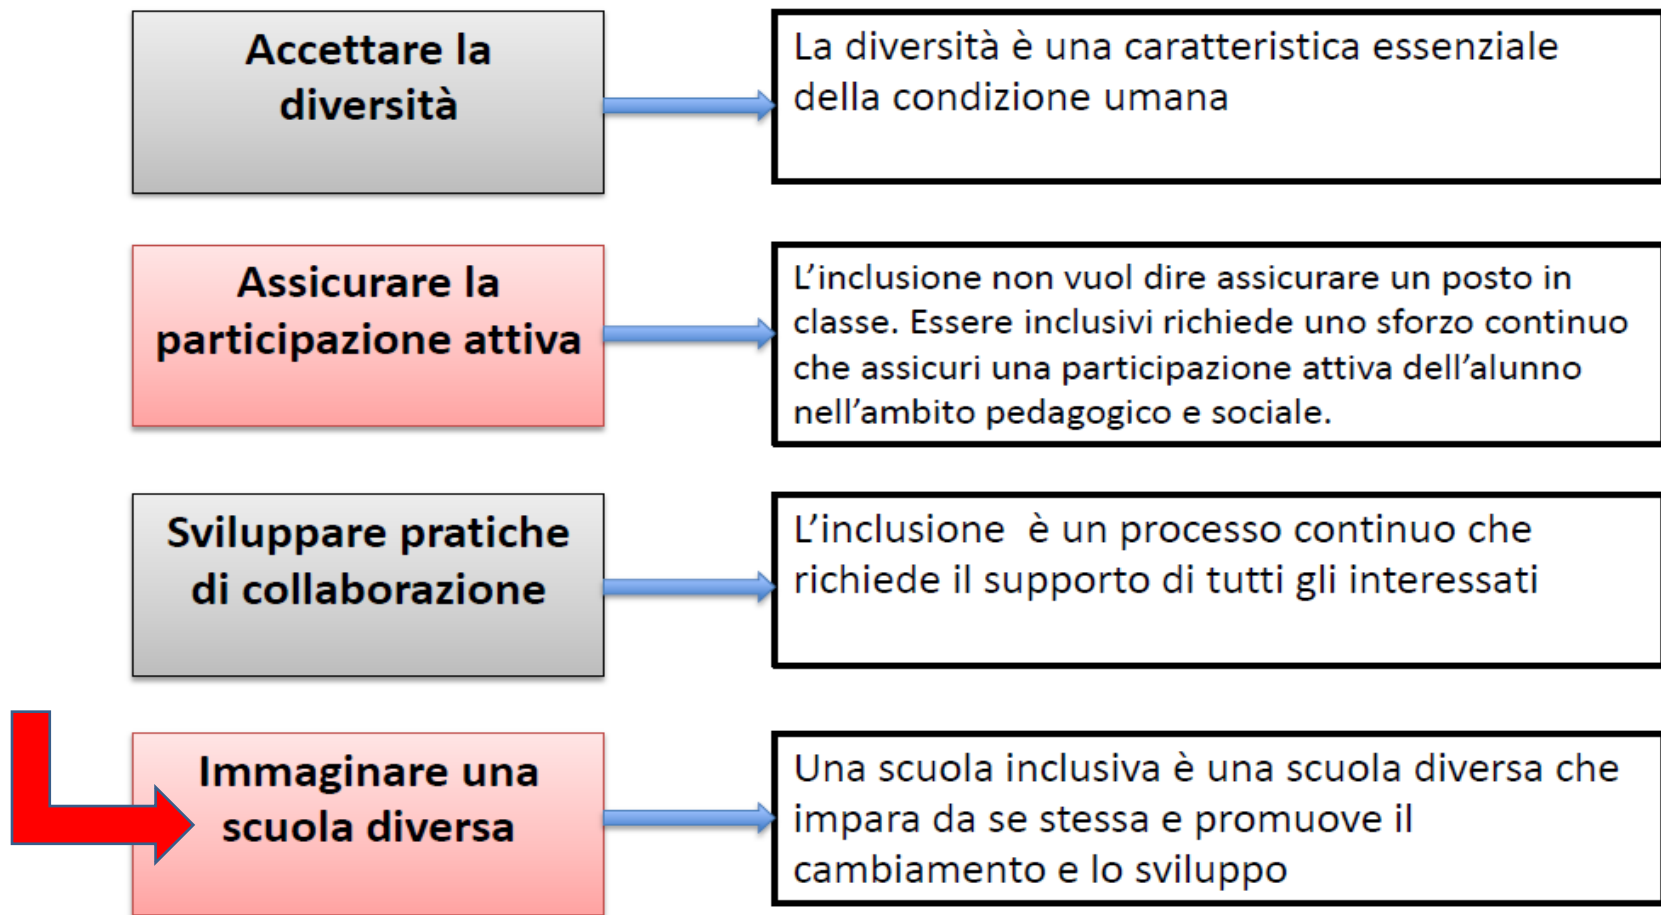 Accettare la
diversità
La diversità è una caratteristica essenziale
della condizione umana
Assicurare la
participazione attiva
L’inclusione non vuol dire assicurare un posto in
classe. Essere inclusivi richiede uno sforzo continuo
che assicuri una participazione attiva dell’alunno
nell’ambito pedagogico e sociale.
Sviluppare pratiche
di collaborazione
L’inclusione  è un processo continuo che
richiede il supporto di tutti gli interessati
Immaginare una
scuola diversa
Una scuola inclusiva è una scuola diversa che
impara da se stessa e promuove il
cambiamento e lo sviluppo